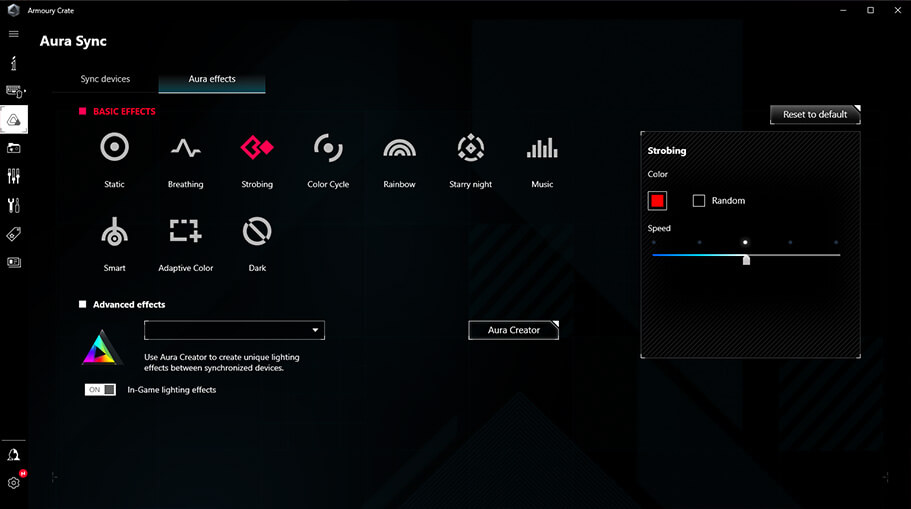 Armoury Crate
Aura Sync
Sync devices
Aura effects
BASIC EFFECTS
Reset to default
Static
Breathing
Strobing
Color Cycle
Rainbow
Starry night
Music
Smart
Adaptive Color
Dark
Strobing
Color
Random
Speed
Advanced effects
Aura Creator
Use Aura Creator to create unique lighting
effects between synchronized devices.
ON
In-Game lighting effects